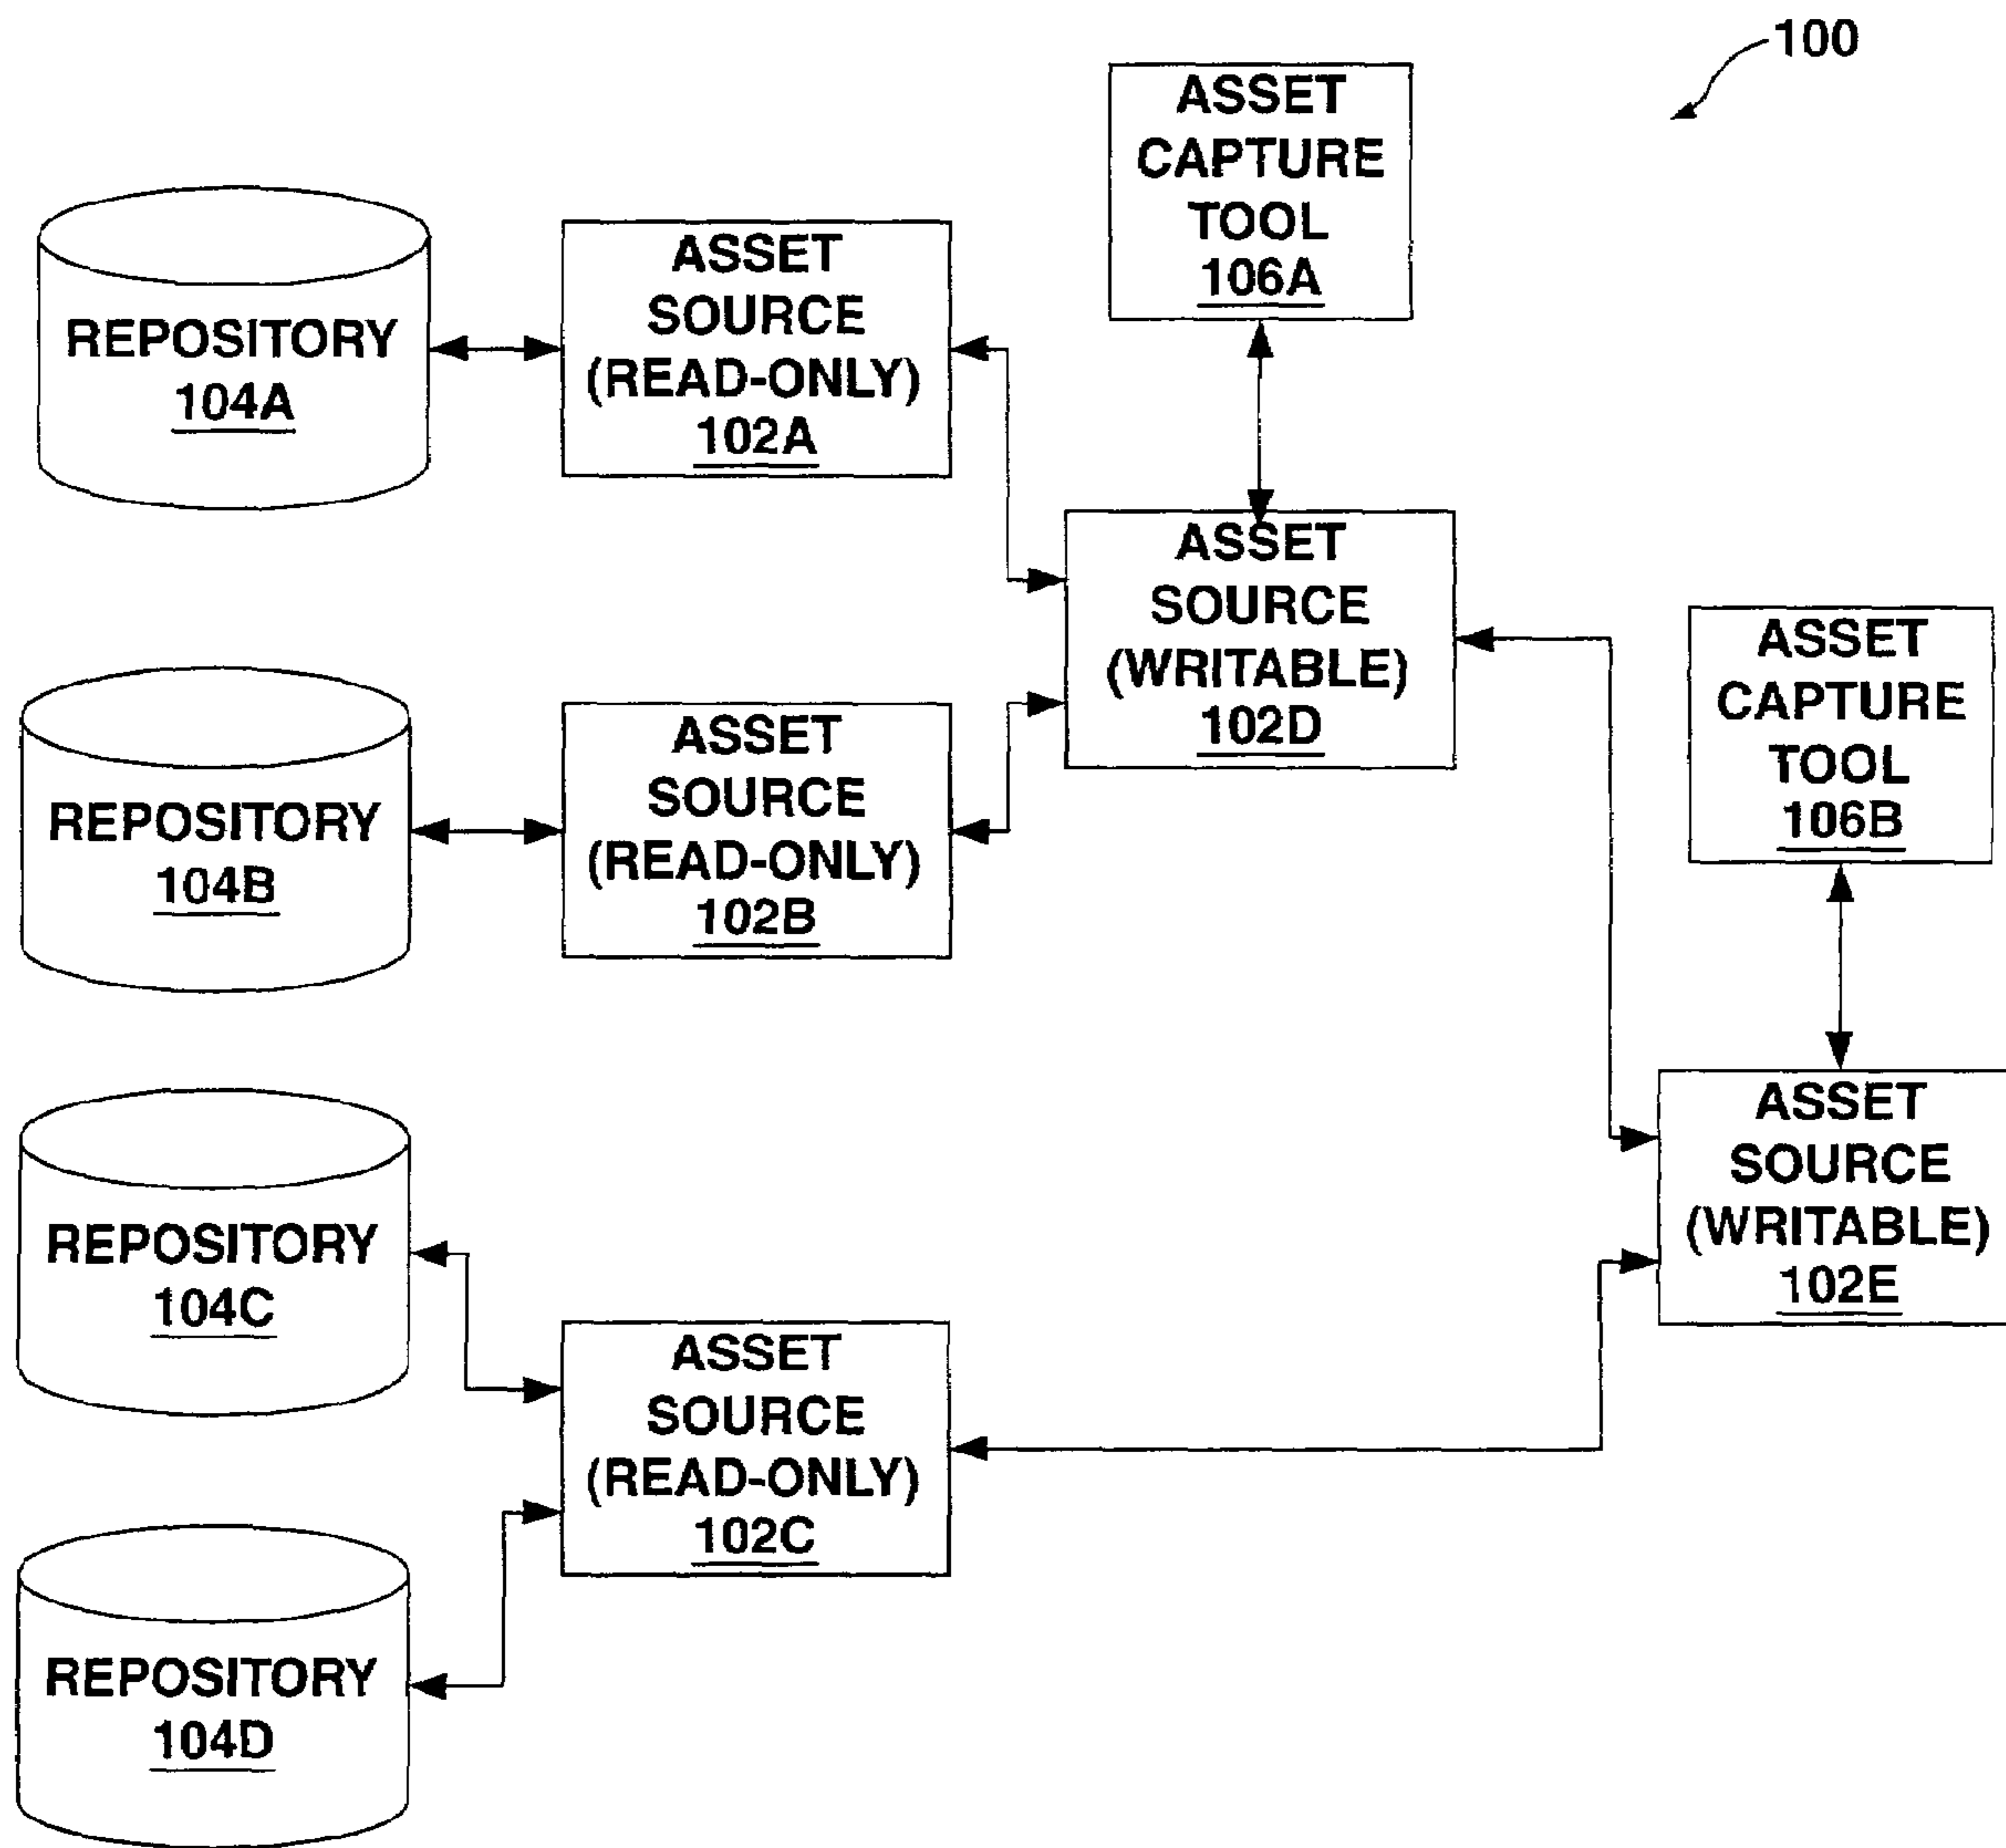 100
ASSET
CAPTURE
TOOL
106A
REPOSITORY
104A
ASSET
SOURCE
(READ-ONLY)
102A
ASSET
SOURCE
(WRITABLE)
102D
ASSET
CAPTURE
TOOL
106B
REPOSITORY
104B
ASSET
SOURCE
(READ-ONLY)
102B
REPOSITORY
104C
ASSET
SOURCE
(WRITABLE)
102E
ASSET
SOURCE
(READ-ONLY)
102C
REPOSITORY
104D